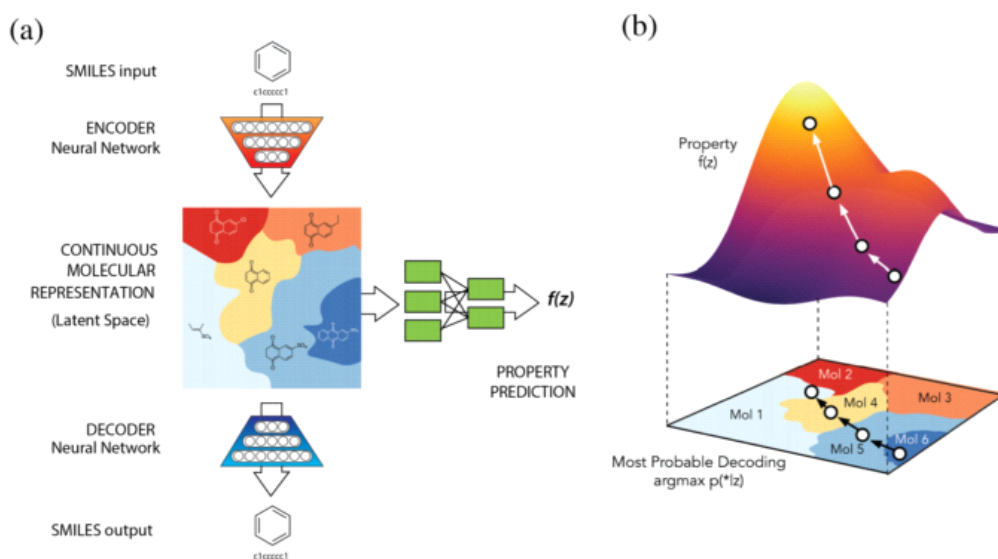 (a)
SMILES input
c1ccccc1
ENCODER
Neural Network
CONTINUOUS
MOLECULAR
REPRESENTATION
(Latent Space)
f(z)
PROPERTY
PREDICTION
DECODER
Neural Network
SMILES output
c1ccccc1
(b)
Property
f(z)
Mol 1
Mol 2
Mol 3
Mol 4
Mol 5
Mol 6
Most Probable Decoding
argmax p(*|z)